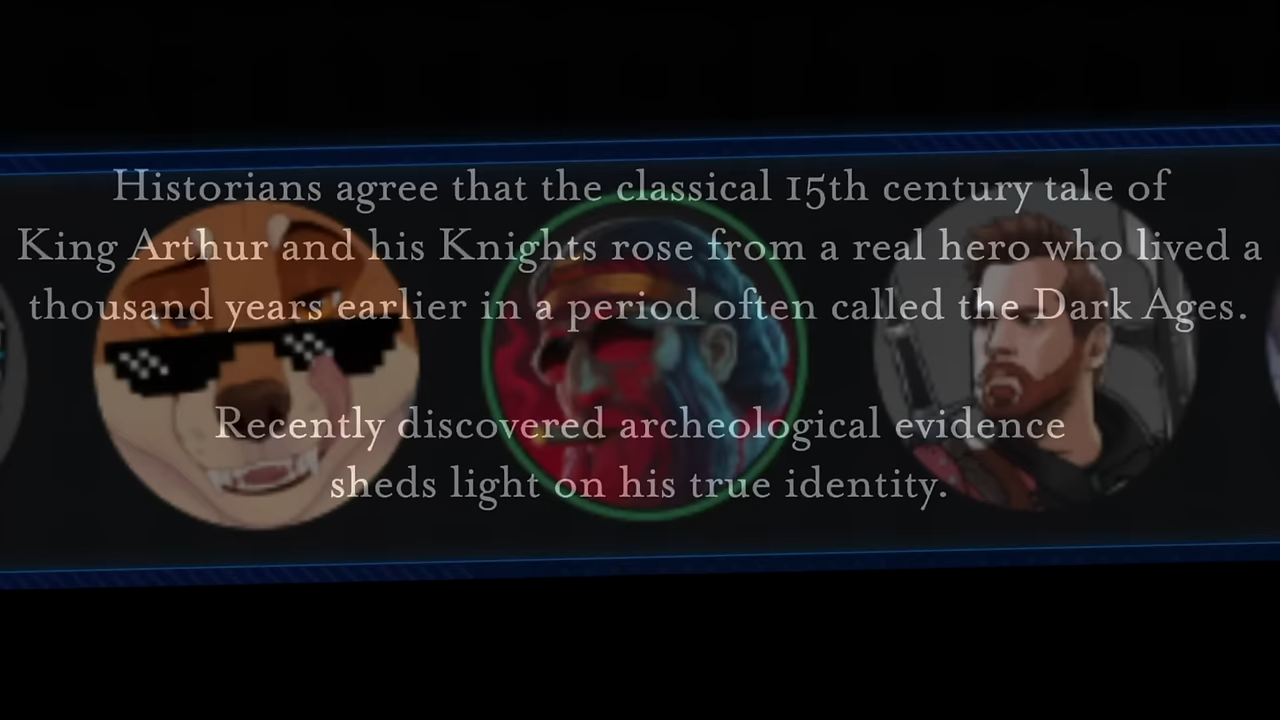 Historians agree that the classical 15th century tale of
King Arthur and his Knights rose from a real hero who lived a
thousand years earlier in a period often called the Dark Ages.
Recently discovered archeological evidence
sheds light on his true identity.